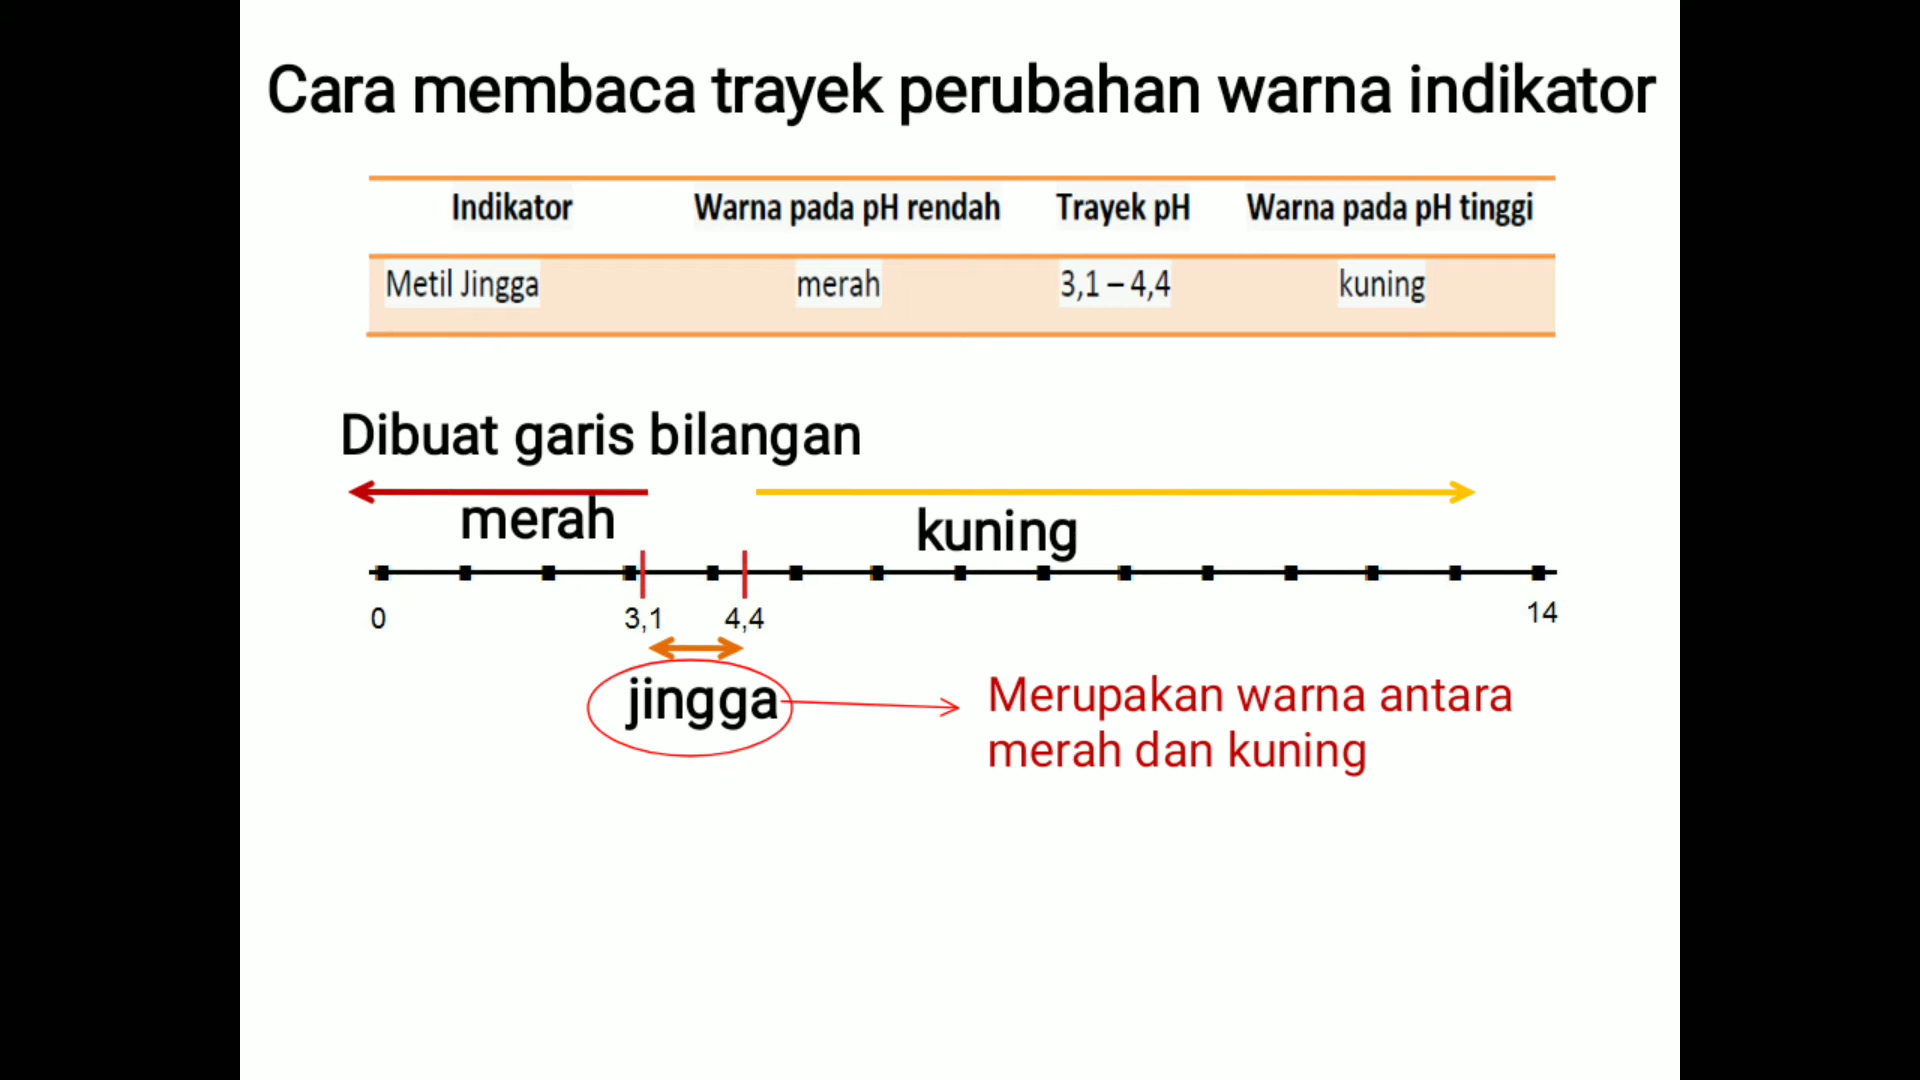 Cara membaca trayek perubahan warna indikator
Indikator Warna pada pH rendah Trayek pH Warna pada pH tinggi
Metil Jingga merah 3,1 – 4,4 kuning
Dibuat garis bilangan
merah kuning
0 3,1 4,4 14
jingga
Merupakan warna antara
merah dan kuning